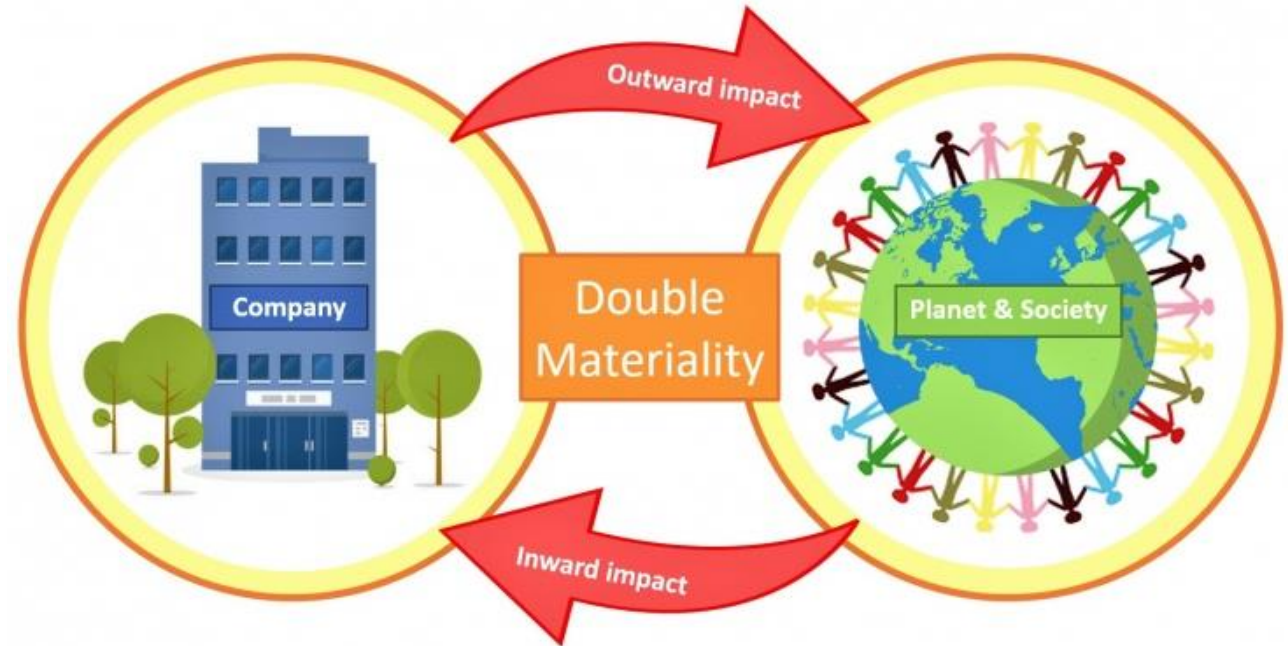 Outward impact
Company
Double
Materiality
Planet & Society
Inward impact